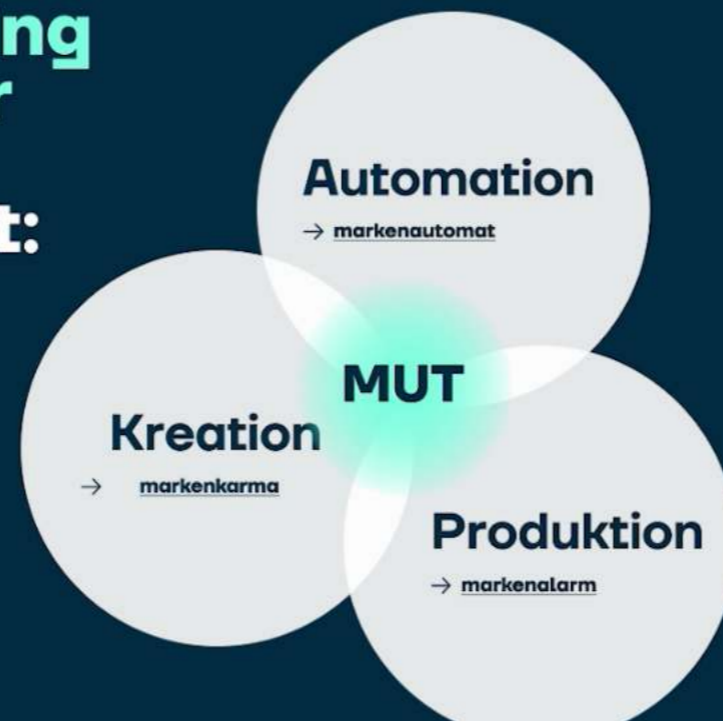 ng
r
t:
Automation
→ markenautomat
MUT
Kreation
→ markenkarma
Produktion
→ markenalarm